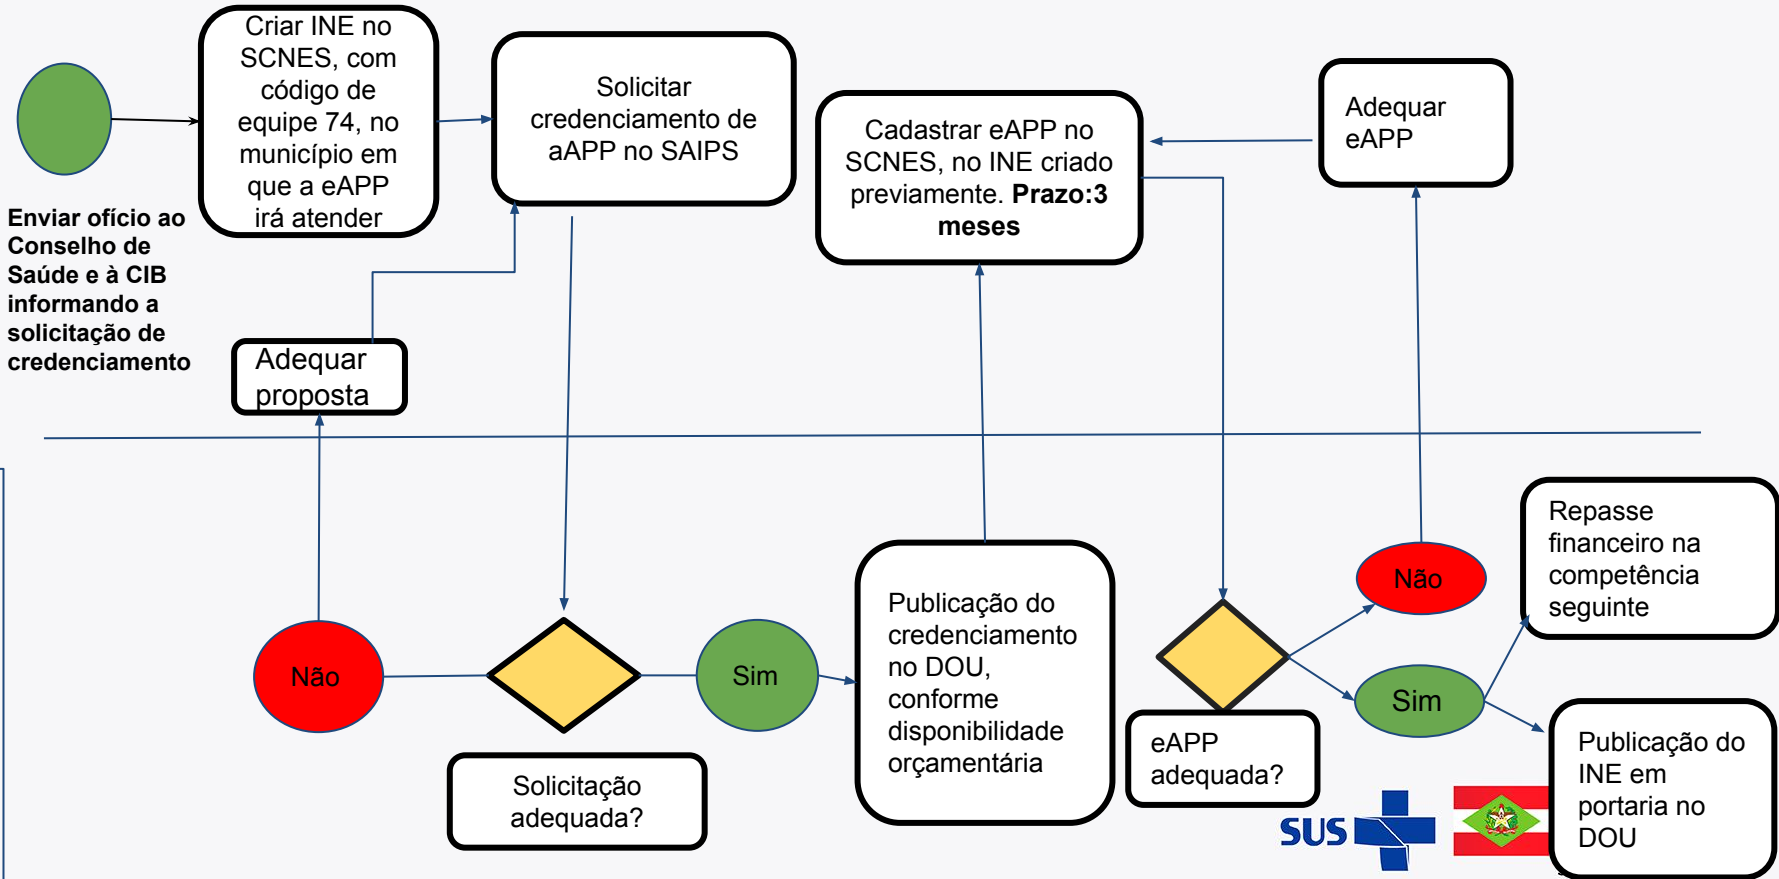 Criar INE no
SCNES, com
código de
equipe 74, no
município em
que a eAPP
irá atender
Solicitar
credenciamento de
aAPP no SAIPS
Cadastrar eAPP no
SCNES, no INE criado
previamente. Prazo:3
meses
Adequar
eAPP
Enviar ofício ao
Conselho de
Saúde e à CIB
informando a
solicitação de
credenciamento
Adequar
proposta
Não
Sim
Solicitação
adequada?
Publicação do
credenciamento
no DOU,
conforme
disponibilidade
orçamentária
eAPP
adequada?
Não
Sim
Repasse
financeiro na
competência
seguinte
Publicação do
INE em
portaria no
DOU
SUS